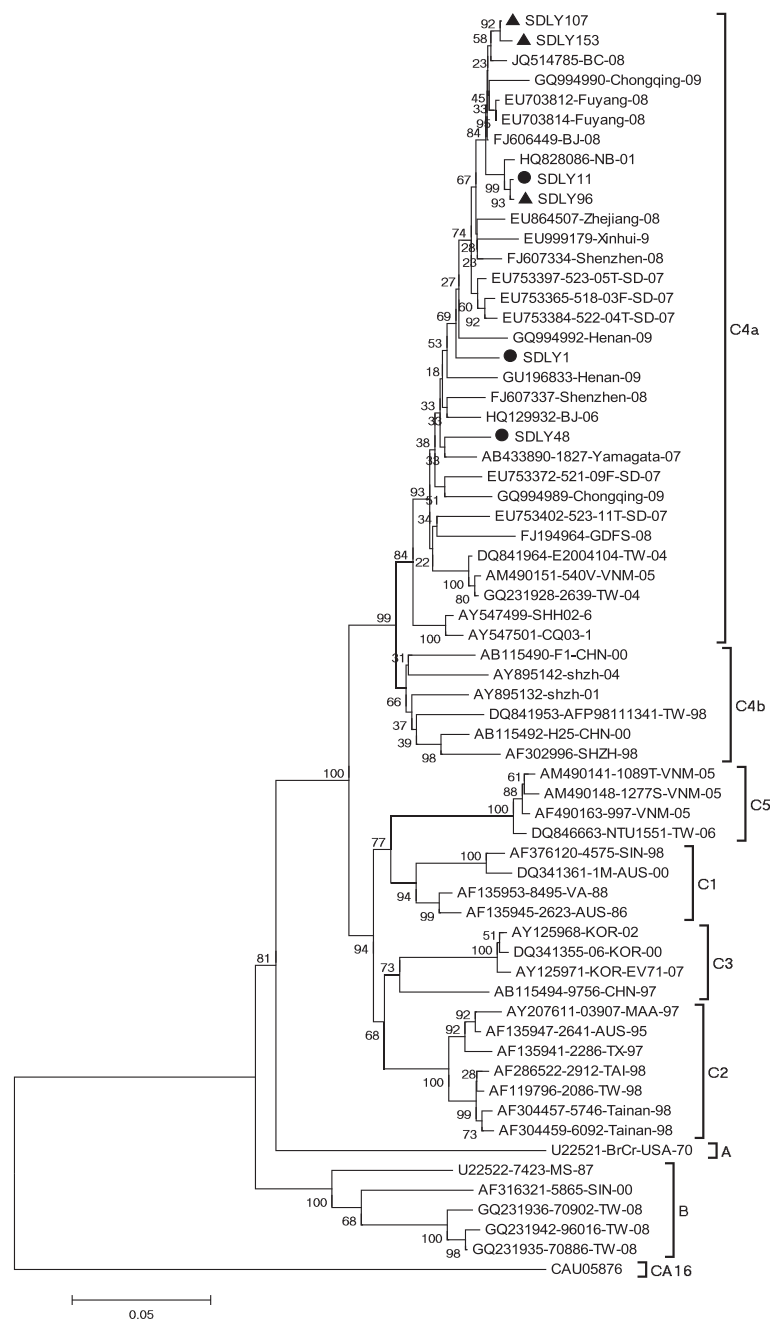 92
SDLY107
58
SDLY153
23
JQ514785-BC-08
GQ994990-Chongqing-09
45
EU703812-Fuyang-08
33
EU703814-Fuyang-08
95
84
FJ606449-BJ-08
HQ828086-NB-01
67
SDLY11
99
SDLY96
93
EU864507-Zhejiang-08
74
EU999179-Xinhui-9
28
FJ607334-Shenzhen-08
23
27
EU753397-523-05T-SD-07
EU753365-518-03F-SD-07
60
EU753384-522-04T-SD-07
92
69
GQ994992-Henan-09
C4a
53
SDLY1
18
GU196833-Henan-09
FJ607337-Shenzhen-08
33
HQ129932-BJ-06
33
38
SDLY48
AB433890-1827-Yamagata-07
33
EU753372-521-09F-SD-07
93
GQ994989-Chongqing-09
51
34
EU753402-523-11T-SD-07
FJ194964-GDFS-08
84
DQ841964-E2004104-TW-04
22
AM490151-540V-VNM-05
100
GQ231928-2639-TW-04
80
99
AY547499-SHH02-6
100
AY547501-CQ03-1
31
AB115490-F1-CHN-00
AY895142-shzh-04
66
AY895132-shzh-01
C4b
37
DQ841953-AFP98111341-TW-98
39
AB115492-H25-CHN-00
98
AF302996-SHZH-98
100
61
AM490141-1089T-VNM-05
88
AM490148-1277S-VNM-05
C5
100
AF490163-997-VNM-05
DQ846663-NTU1551-TW-06
77
100
AF376120-4575-SIN-98
DQ341361-1M-AUS-00
C1
94
AF135953-8495-VA-88
99
AF135945-2623-AUS-86
94
51
AY125968-KOR-02
100
DQ341355-06-KOR-00
C3
73
AY125971-KOR-EV71-07
AB115494-9756-CHN-97
81
92
AY207611-03907-MAA-97
68
92
AF135947-2641-AUS-95
AF135941-2286-TX-97
100
28
AF286522-2912-TAI-98
C2
AF119796-2086-TW-98
99
AF304457-5746-Tainan-98
73
AF304459-6092-Tainan-98
U22521-BrCr-USA-70
A
U22522-7423-MS-87
100
AF316321-5865-SIN-00
68
GQ231936-70902-TW-08
B
100
GQ231942-96016-TW-08
98
GQ231935-70886-TW-08
CAU05876
CA16
0.05